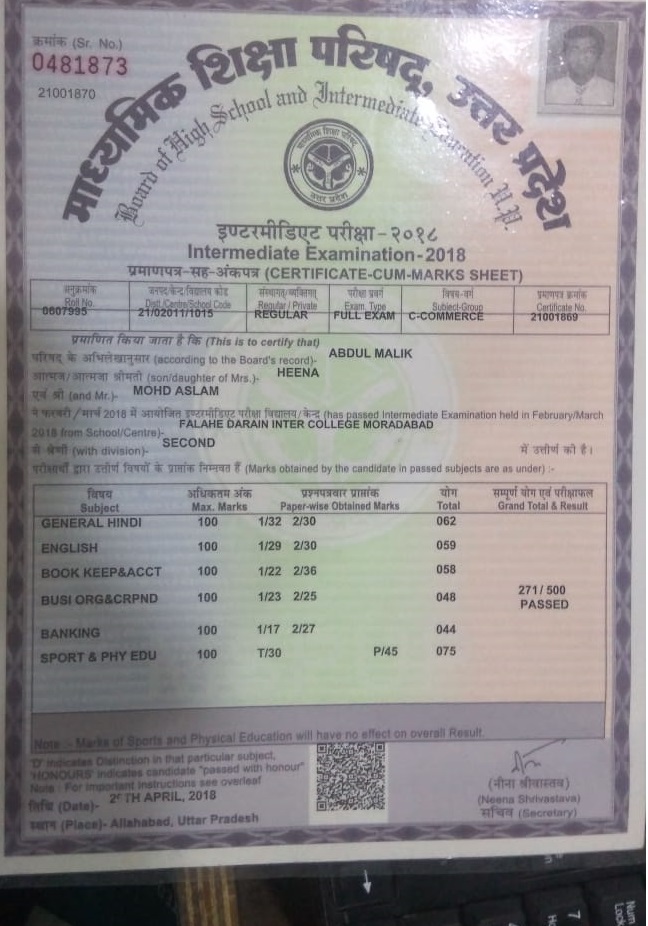 क्रमांक (Sr. No.)
0481873
21001870
माध्यमिक शिक्षा परिषद्, उत्तर प्रदेश
Board of High School and Intermediate Education U.P.
माध्यमिक शिक्षा परिषद
उत्तर प्रदेश
इण्टरमीडिएट परीक्षा-२०१८
Intermediate Examination-2018
प्रमाणपत्र-सह-अंकपत्र (CERTIFICATE-CUM-MARKS SHEET)
अनुक्रमांक जनपद/केन्द्र/विद्यालय कोड संस्थागत/व्यक्तिगत परीक्षा प्रवर्ग विषय-वर्ग प्रमाणपत्र क्रमांक
Roll No. Distt./Centre/School Code Regular / Private Exam. Type Subject-Group Certificate No.
0607995 21/02011/1015 REGULAR FULL EXAM C-COMMERCE 21001869
प्रमाणित किया जाता है कि (This is to certify that)
परिषद के अभिलेखानुसार (according to the Board's record)- ABDUL MALIK
आत्मज/आत्मजा श्रीमती (son/daughter of Mrs.)- HEENA
एवं श्री (and Mr.)- MOHD ASLAM
ने फरवरी/मार्च 2018 में आयोजित इण्टरमीडिएट परीक्षा विद्यालय/केन्द्र (has passed Intermediate Examination held in February/March
2018 from School/Centre)- FALAHE DARAIN INTER COLLEGE MORADABAD
से श्रेणी (with division)- SECOND में उत्तीर्ण की है।
परीक्षार्थी द्वारा उत्तीर्ण विषयों के प्राप्तांक निम्नवत हैं (Marks obtained by the candidate in passed subjects are as under) :-
विषय अधिकतम अंक प्रश्नपत्रवार प्राप्तांक योग सम्पूर्ण योग एवं परीक्षाफल
Subject Max. Marks Paper-wise Obtained Marks Total Grand Total & Result
GENERAL HINDI 100 1/32 2/30 062
ENGLISH 100 1/29 2/30 059
BOOK KEEP&ACCT 100 1/22 2/36 058
BUSI ORG&CRPND 100 1/23 2/25 048 271/500
PASSED
BANKING 100 1/17 2/27 044
SPORT & PHY EDU 100 T/30 P/45 075
Note :- Marks of Sports and Physical Education will have no effect on overall Result.
'D' indicates Distinction in that particular subject,
'HONOURS' indicates candidate "passed with honour"
Note : For important instructions see overleaf
तिथि (Date)- TH APRIL, 2018
स्थान (Place)- Allahabad, Uttar Pradesh
(नीना श्रीवास्तव)
(Neena Shrivastava)
सचिव (Secretary)
Num
Lock
7